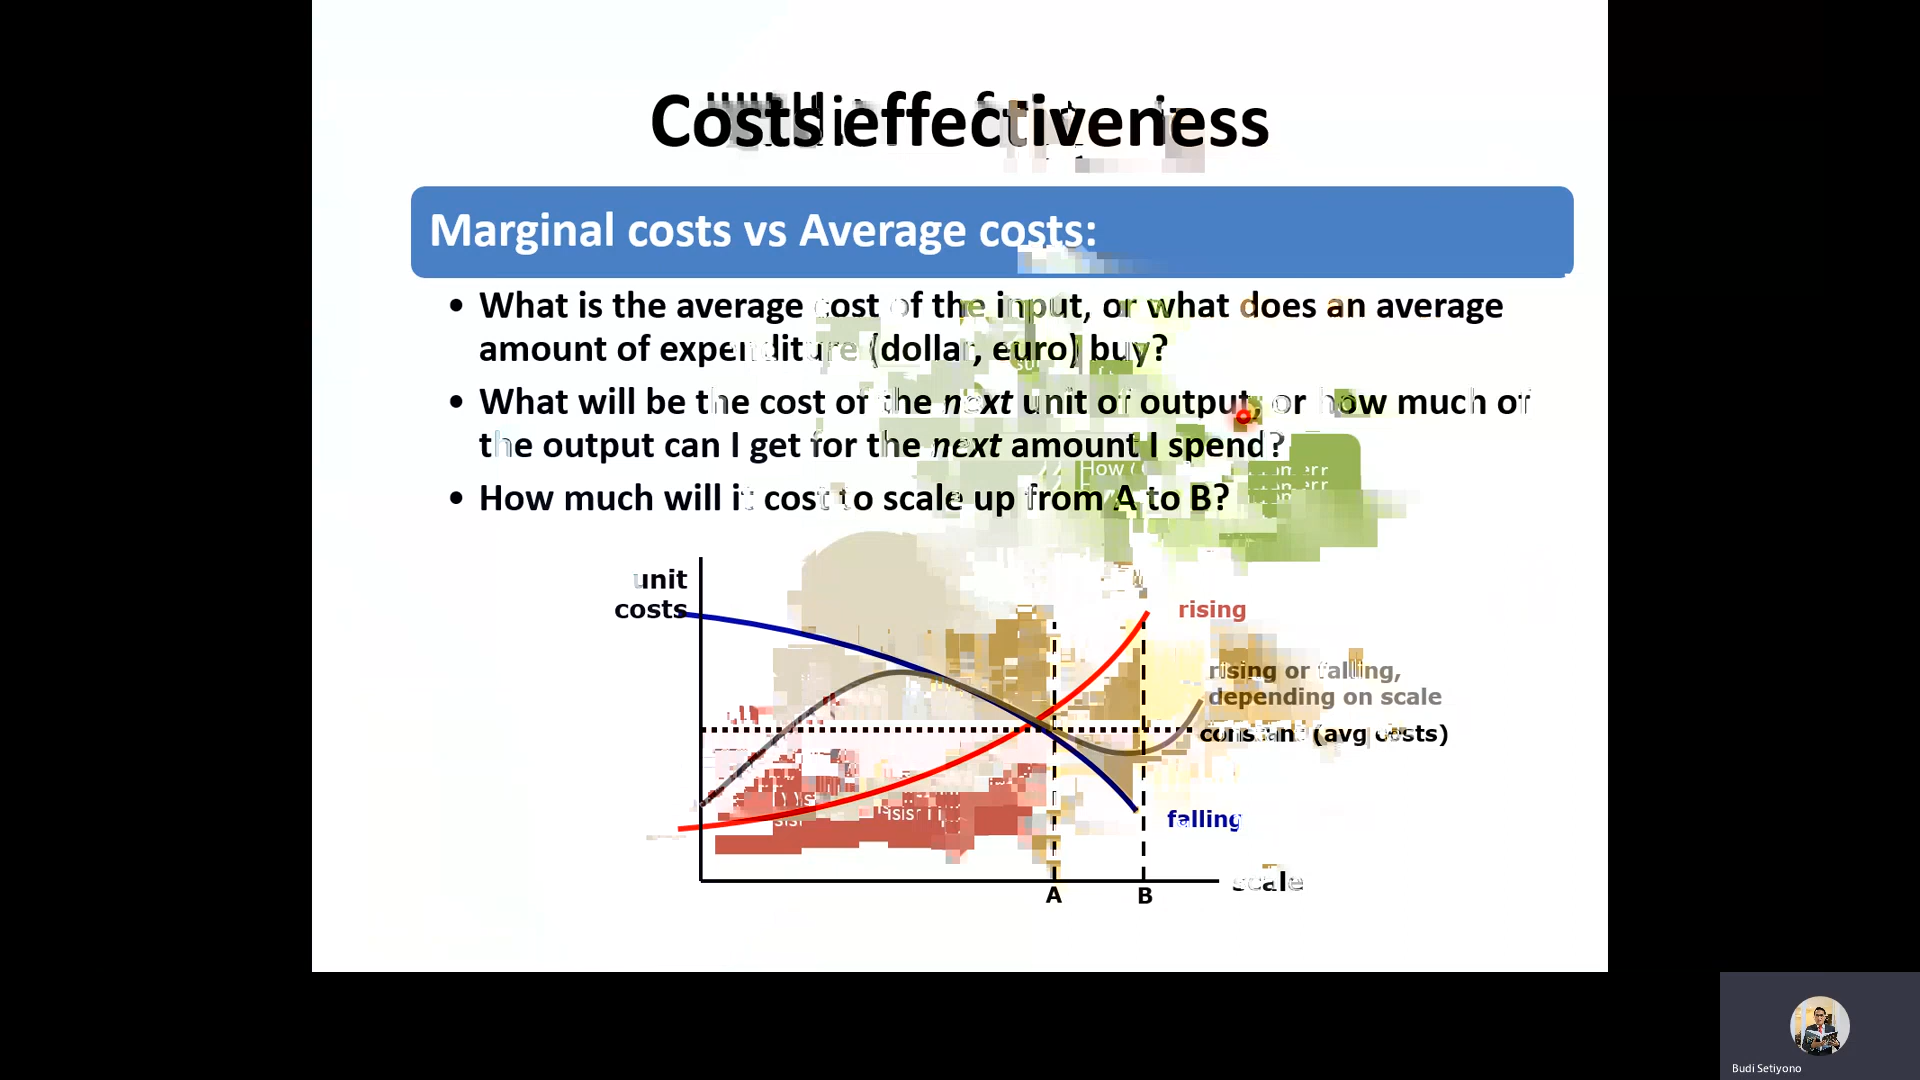 Costs effectiveness
Marginal costs vs Average costs:
• What is the average cost of the input, or what does an average
amount of expenditure (dollar, euro) buy?
• What will be the cost of the next unit of output, or how much of
the output can I get for the next amount I spend?
How
• How much will it cost to scale up from A to B?
unit
costs
rising
rising or falling,
depending on scale
constant (avg costs)
falling
scale
A B
Budi Setiyono